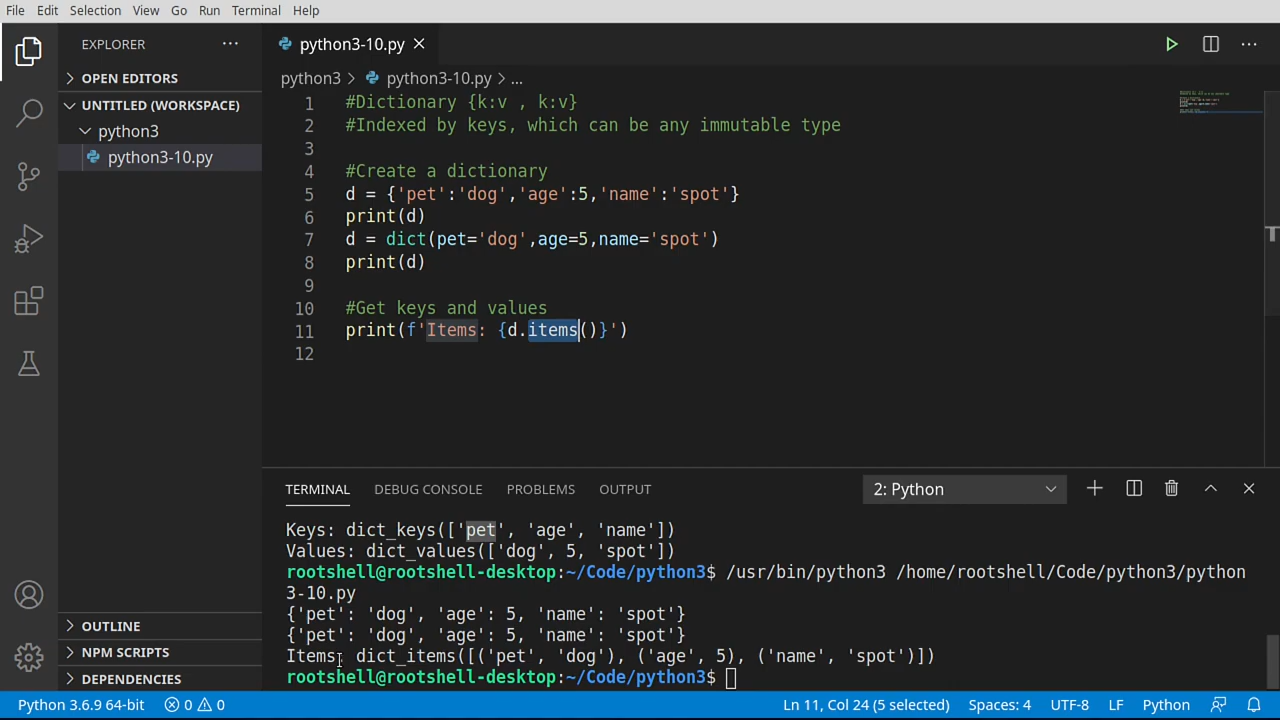 File Edit Selection View Go Run Terminal Help
EXPLORER ...
OPEN EDITORS
UNTITLED (WORKSPACE)
python3
python3-10.py
OUTLINE
NPM SCRIPTS
DEPENDENCIES
python3-10.py
python3 > python3-10.py > ...
1 #Dictionary {k:v , k:v}
2 #Indexed by keys, which can be any immutable type
3
4 #Create a dictionary
5 d = {'pet':'dog','age':5,'name':'spot'}
6 print(d)
7 d = dict(pet='dog',age=5,name='spot')
8 print(d)
9
10 #Get keys and values
11 print(f'Items: {d.items()}')
12
TERMINAL DEBUG CONSOLE PROBLEMS OUTPUT 2: Python
Keys: dict_keys(['pet', 'age', 'name'])
Values: dict_values(['dog', 5, 'spot'])
rootshell@rootshell-desktop:~/Code/python3$ /usr/bin/python3 /home/rootshell/Code/python3/python
3-10.py
{'pet': 'dog', 'age': 5, 'name': 'spot'}
{'pet': 'dog', 'age': 5, 'name': 'spot'}
Items: dict_items([('pet', 'dog'), ('age', 5), ('name', 'spot')])
rootshell@rootshell-desktop:~/Code/python3$
Python 3.6.9 64-bit 0 0 Ln 11, Col 24 (5 selected) Spaces: 4 UTF-8 LF Python